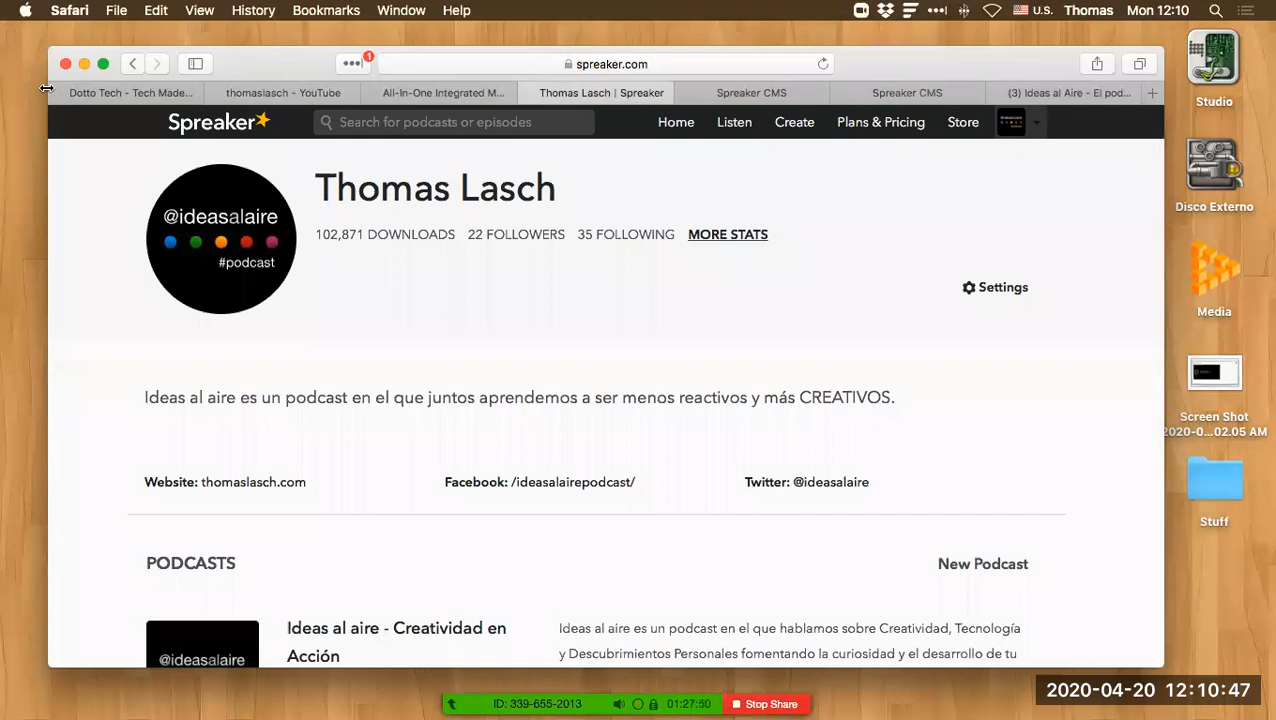 Safari File Edit View History Bookmarks Window Help
U.S. Thomas Mon 12:10
1
spreaker.com
Dotto Tech - Tech Made...
thomaslasch - YouTube
All-In-One Integrated M...
Thomas Lasch | Spreaker
Speaker CMS
Speaker CMS
(3) Ideas al Aire - El pod...
Spreaker
Search for podcasts or episodes
Home Listen Create Plans & Pricing Store
@ideasalaire
#podcast
Thomas Lasch
102,871 DOWNLOADS 22 FOLLOWERS 35 FOLLOWING MORE STATS
Settings
Ideas al aire es un podcast en el que juntos aprendemos a ser menos reactivos y más CREATIVOS.
Website: thomaslasch.com
Facebook: /ideasalairepodcast/
Twitter: @ideasalaire
PODCASTS
New Podcast
@ideasalaire
Ideas al aire - Creatividad en
Acción
Ideas al aire es un podcast en el que hablamos sobre Creatividad, Tecnología
y Descubrimientos Personales fomentando la curiosidad y el desarrollo de tu
Studio
Disco Externo
Media
Screen Shot
2020-0...02.05 AM
Stuff
2020-04-20 12:10:47
ID: 339-655-2013
01:27:50
Stop Share